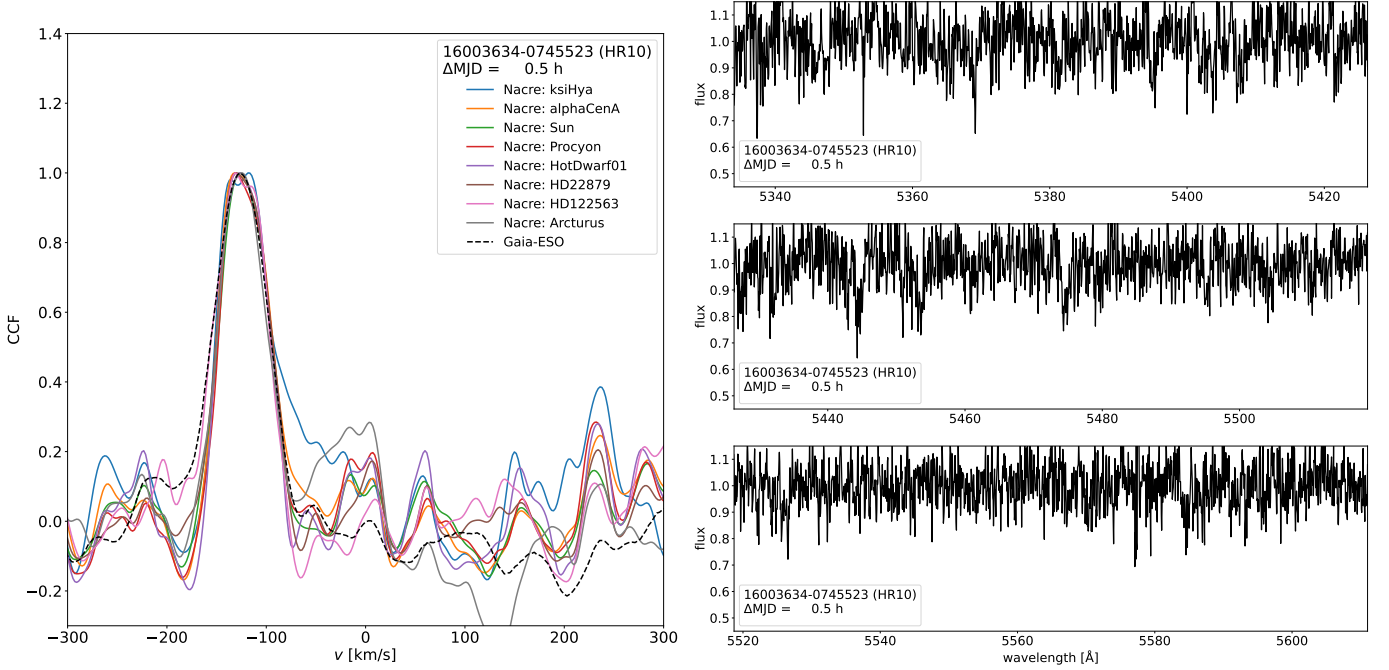 1.4
1.2
1.0
0.8
0.6
0.4
0.2
0.0
−0.2
CCF
−300
−200
−100
0
100
200
300
v [km/s]
16003634-0745523 (HR10)
ΔMJD = 0.5 h
Nacre: ksiHya
Nacre: alphaCenA
Nacre: Sun
Nacre: Procyon
Nacre: HotDwarf01
Nacre: HD22879
Nacre: HD122563
Nacre: Arcturus
Gaia-ESO
1.1
1.0
0.9
0.8
0.7
0.6
0.5
flux
16003634-0745523 (HR10)
ΔMJD = 0.5 h
5340
5360
5380
5400
5420
1.1
1.0
0.9
0.8
0.7
0.6
0.5
flux
16003634-0745523 (HR10)
ΔMJD = 0.5 h
5440
5460
5480
5500
1.1
1.0
0.9
0.8
0.7
0.6
0.5
flux
16003634-0745523 (HR10)
ΔMJD = 0.5 h
5520
5540
5560
5580
5600
wavelength [Å]